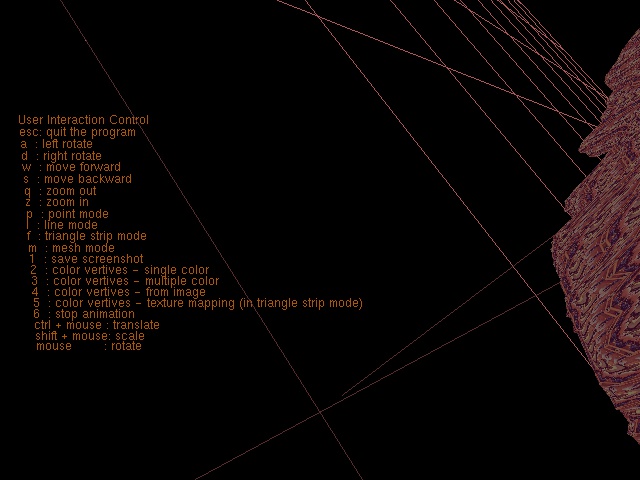 User Interaction Control
esc: quit the program
a : left rotate
d : right rotate
w : move forward
s : move backward
q : zoom out
z : zoom in
p : point mode
l : line mode
f : triangle strip mode
m : mesh mode
1 : save screenshot
2 : color vertives - single color
3 : color vertives - multiple color
4 : color vertives - from image
5 : color vertives - texture mapping (in triangle strip mode)
6 : stop animation
ctrl + mouse : translate
shift + mouse: scale
mouse : rotate